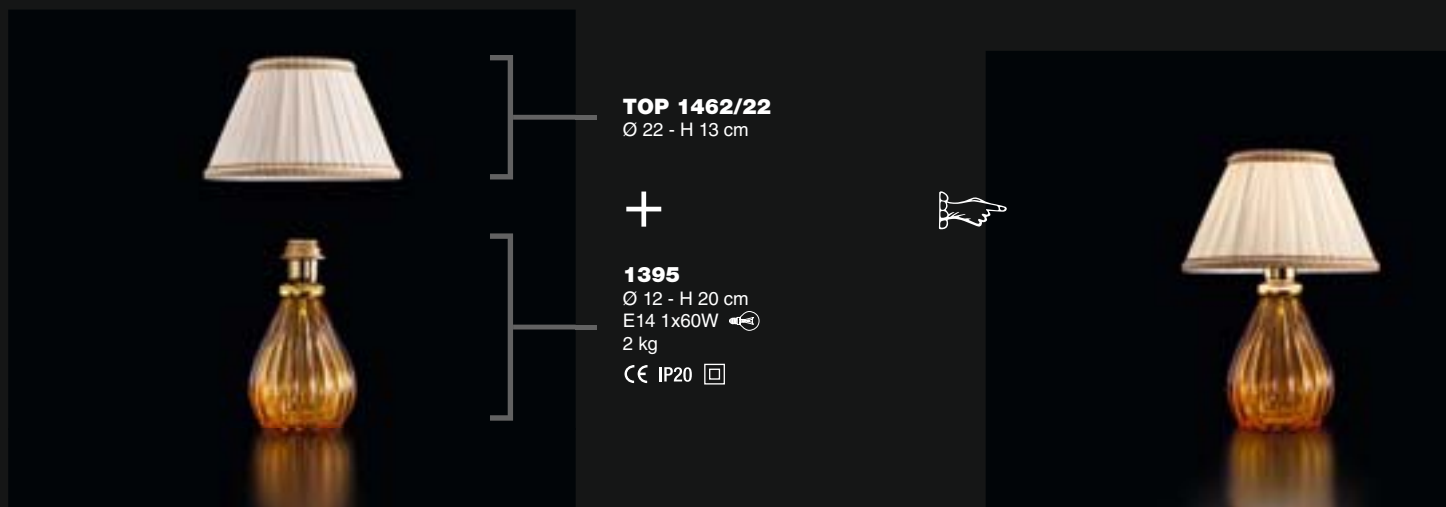 TOP 1462/22
Ø 22 - H 13 cm
+
1395
Ø 12 - H 20 cm
E14 1x60W
2 kg
CE IP20